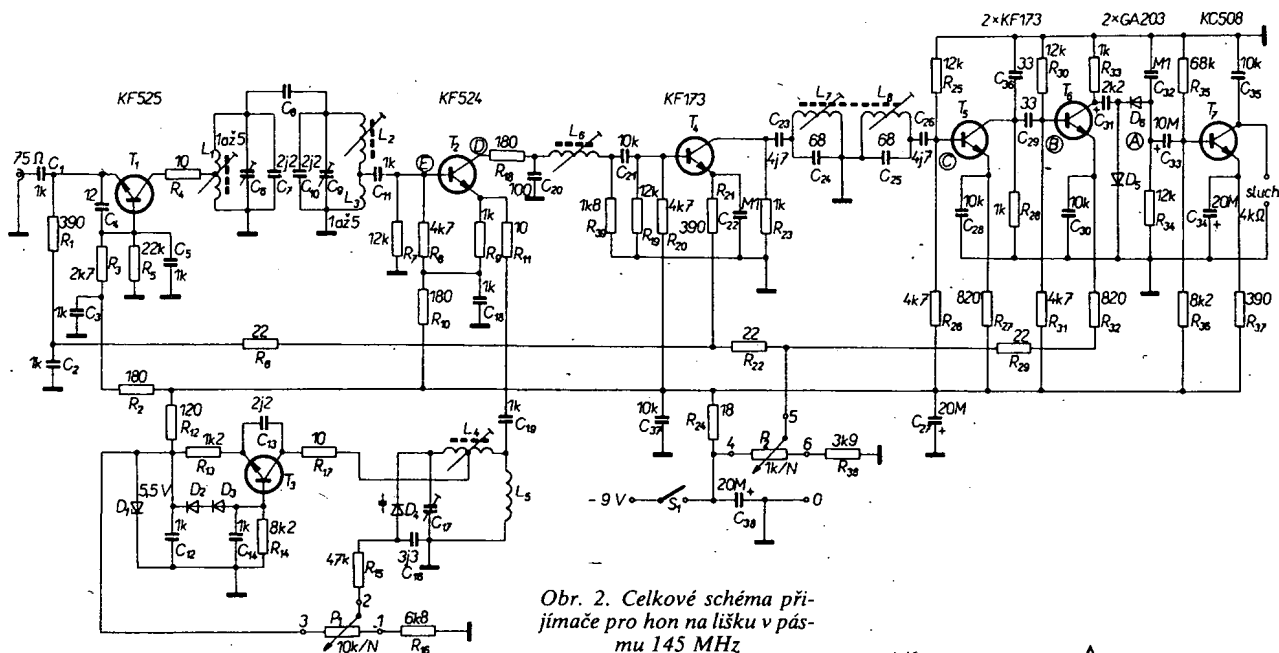 2×KF173 2×GA203 KC508
KF525 KF524 KF173
75 Ω C₁ 1k
390 R₁
12 C₄
T₁
10 R₄
L₁
1až5 C₆
2j2 C₇
C₈
2j2 C₁₀
C₉ 1až5
L₂
L₃
1k C₁₁
2k7 R₃
22k R₅
C₅ 1k
1k C₃
1k C₂
12k R₇
4k7 R₈
T₂
E
D
180 R₁₈
1k R₉
10 R₁₁
180 R₁₀
1k C₁₈
L₆
100 C₂₀
10k C₂₁
1k8 R₃₉
12k R₁₉
4k7 R₂₀
T₄
R₂₁ 390
M1 C₂₂
1k R₂₃
C₂₃ 4j7
L₇ L₈
68 C₂₄
68 C₂₅
C₂₆ 4j7
12k R₂₅
C
T₅
10k C₂₈
33 C₃₆
12k R₃₀
33 C₂₉
1k R₂₈
B
T₆
10k C₃₀
1k R₃₃
2k2 C₃₁
D₆
D₅
M1 C₃₂
A
10M C₃₃
12k R₃₄
68k R₃₅
T₇
20M C₃₄
10k C₃₅
sluch
4kΩ
4k7 R₂₆
820 R₂₇
4k7 R₃₁
820 R₃₂
8k2 R₃₆
390 R₃₇
22 R₆
22 R₂₂
22 R₂₉
180 R₂
120 R₁₂
1k2 R₁₃
2j2 C₁₃
T₃
10 R₁₇
D₁ 5,5 V
D₂ D₃
1k C₁₂
1k C₁₄
8k2 R₁₄
L₄
1k C₁₉
L₅
D₄
C₁₇
3j3 C₁₆
47k R₁₅
2
3 P₁ 10k/N 1
6k8 R₁₆
10k C₃₇
18 R₂₄
4 P₂ 1k/N 6
5
3k9 R₃₈
20M C₂₇
- 9 V S₁
20M C₃₈
0
Obr. 2. Celkové schéma při-
jímače pro hon na lišku v pás-
mu 145 MHz